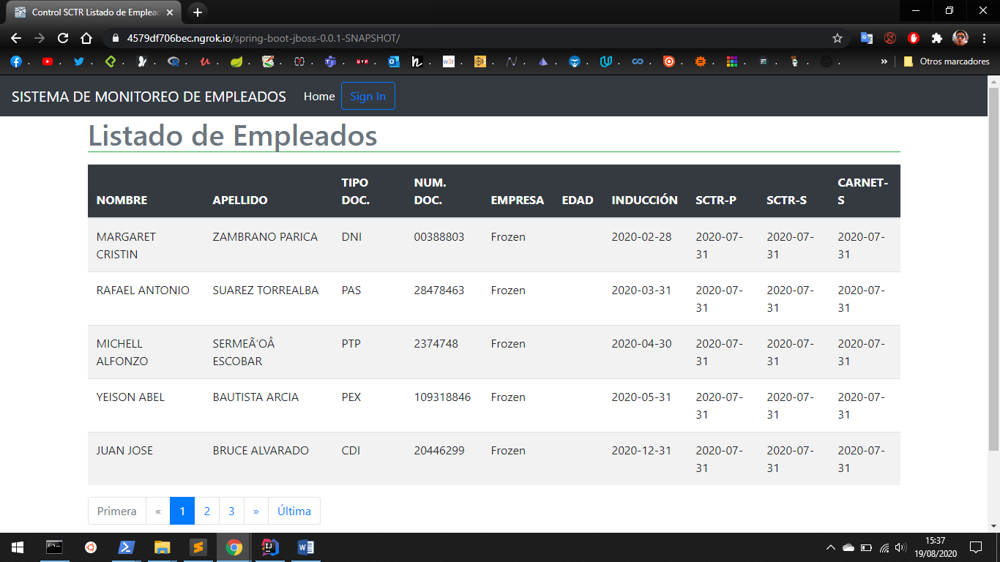 Control SCTR Listado de Emplea
4579df706bec.ngrok.io/spring-boot-jboss-0.0.1-SNAPSHOT/
UTP
w3r
Otros marcadores
SISTEMA DE MONITOREO DE EMPLEADOS Home Sign In
Listado de Empleados
NOMBRE APELLIDO TIPO DOC. NUM. DOC. EMPRESA EDAD INDUCCIÓN SCTR-P SCTR-S CARNET-S
MARGARET CRISTIN ZAMBRANO PARICA DNI 00388803 Frozen 2020-02-28 2020-07-31 2020-07-31 2020-07-31
RAFAEL ANTONIO SUAREZ TORREALBA PAS 28478463 Frozen 2020-03-31 2020-07-31 2020-07-31 2020-07-31
MICHELL ALFONZO SERMEÃ‘OÂ ESCOBAR PTP 2374748 Frozen 2020-04-30 2020-07-31 2020-07-31 2020-07-31
YEISON ABEL BAUTISTA ARCIA PEX 109318846 Frozen 2020-05-31 2020-07-31 2020-07-31 2020-07-31
JUAN JOSE BRUCE ALVARADO CDI 20446299 Frozen 2020-12-31 2020-07-31 2020-07-31 2020-07-31
Primera « 1 2 3 » Última
15:37
19/08/2020